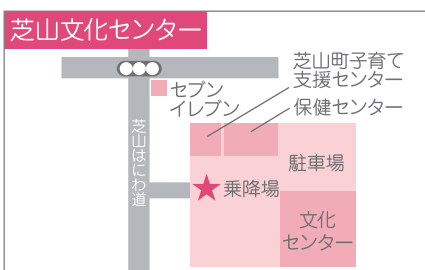 芝山文化センター
芝山町子育て
支援センター
セブン
イレブン
保健センター
芝山はにわ道
駐車場
乗降場
文化
センター